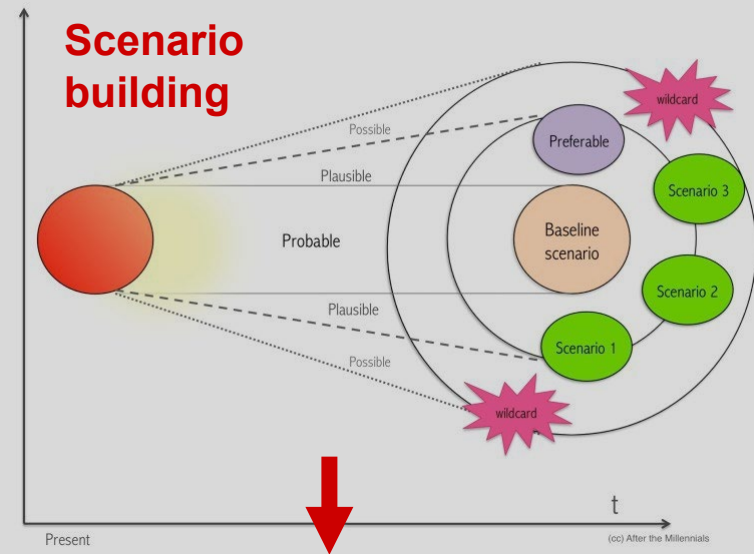 Scenario
building
wildcard
Possible
Preferable
Plausible
Scenario 3
Probable
Baseline
scenario
Scenario 2
Plausible
Scenario 1
Possible
wildcard
t
Present
(cc) After the Millennials